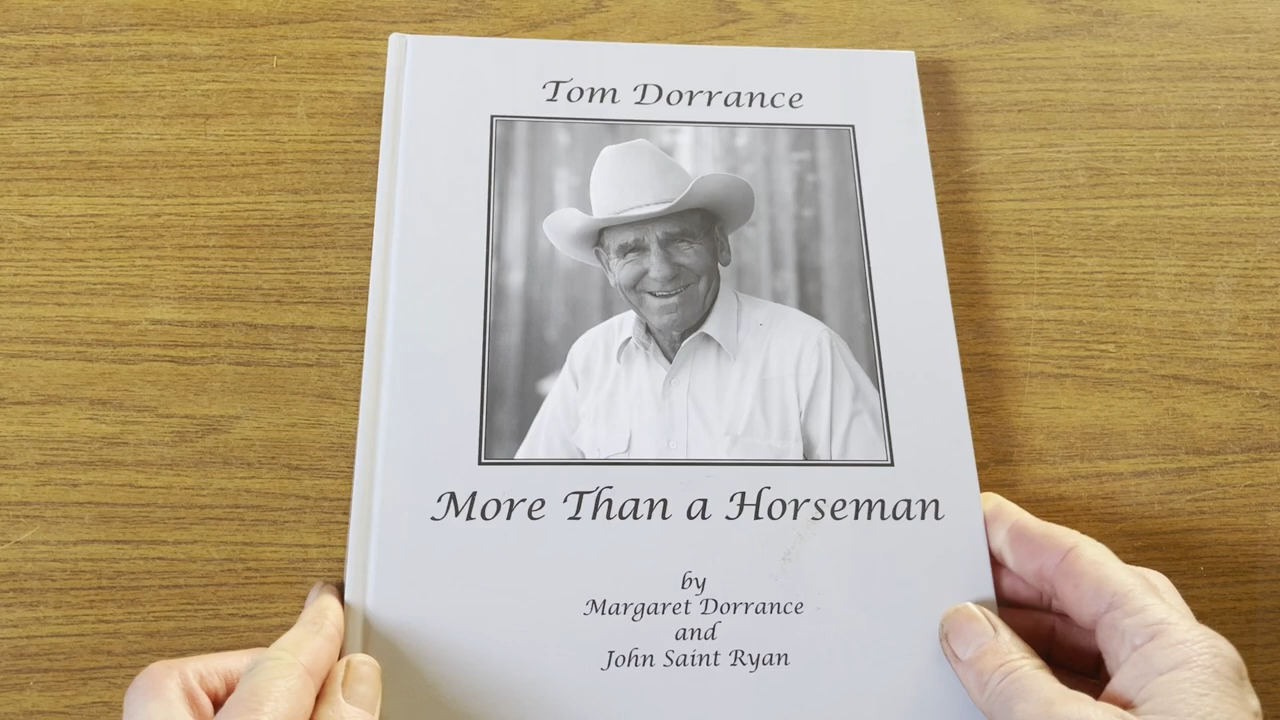 Tom Dorrance
More Than a Horseman
by
Margaret Dorrance
and
John Saint Ryan